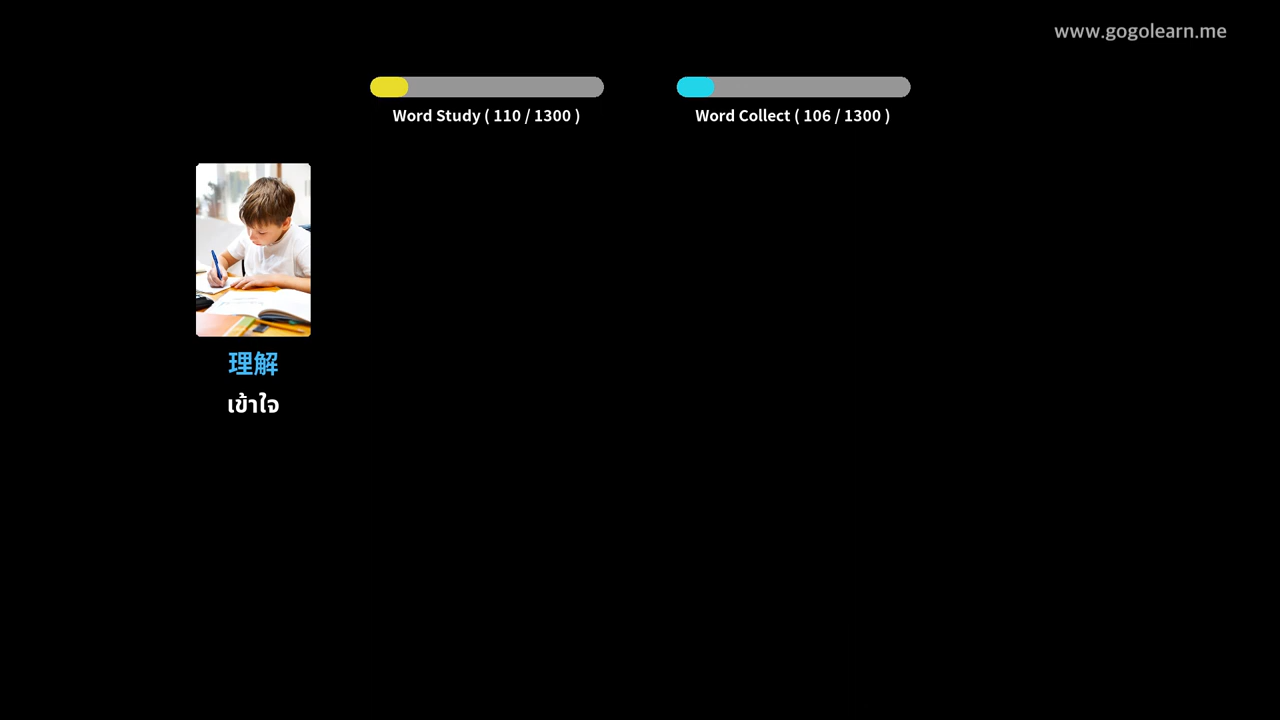 www.gogolearn.me
Word Study ( 110 / 1300 )
Word Collect ( 106 / 1300 )
理解
เข้าใจ